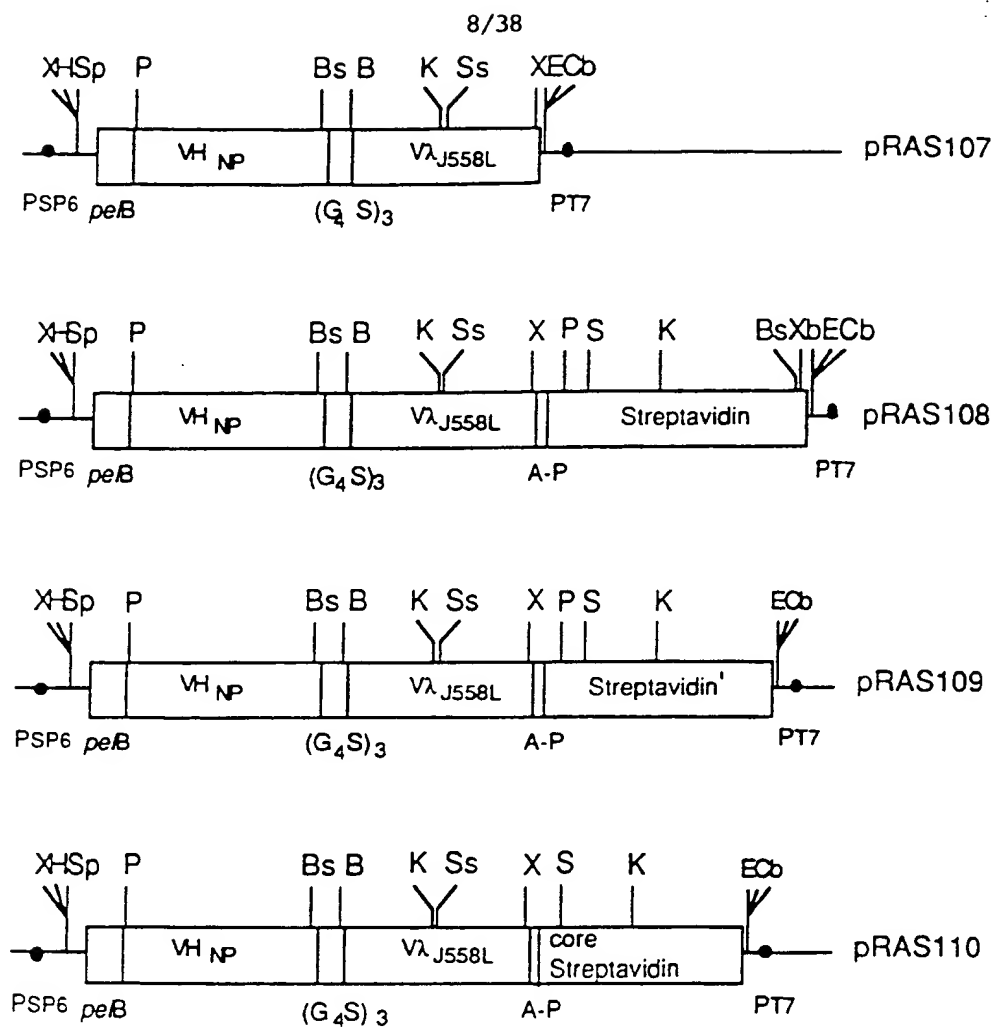 8/38
XHSp P Bs B K Ss XECb
VH NP Vλ J558L pRAS107
PSP6 pelB (G4 S)3 PT7
XHSp P Bs B K Ss X P S K BsXbECb
VH NP Vλ J558L Streptavidin pRAS108
PSP6 pelB (G4S)3 A-P PT7
XHSp P Bs B K Ss X P S K ECb
VH NP Vλ J558L Streptavidin' pRAS109
PSP6 pelB (G4S)3 A-P PT7
XHSp P Bs B K Ss X S K ECb
VH NP Vλ J558L core Streptavidin pRAS110
PSP6 pelB (G4S)3 A-P PT7